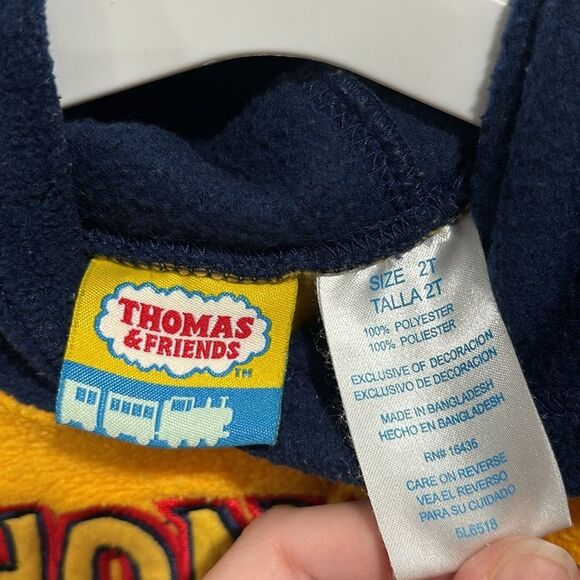 THOMAS
& FRIENDS
TM
SIZE 2T
TALLA 2T
100% POLYESTER
100% POLIESTER
EXCLUSIVE OF DECORATION
EXCLUSIVO DE DECORACION
MADE IN BANGLADESH
HECHO EN BANGLADESH
RN# 16435
CARE ON REVERSE
VEA EL REVERSO
PARA SU CUIDADO
5L6518